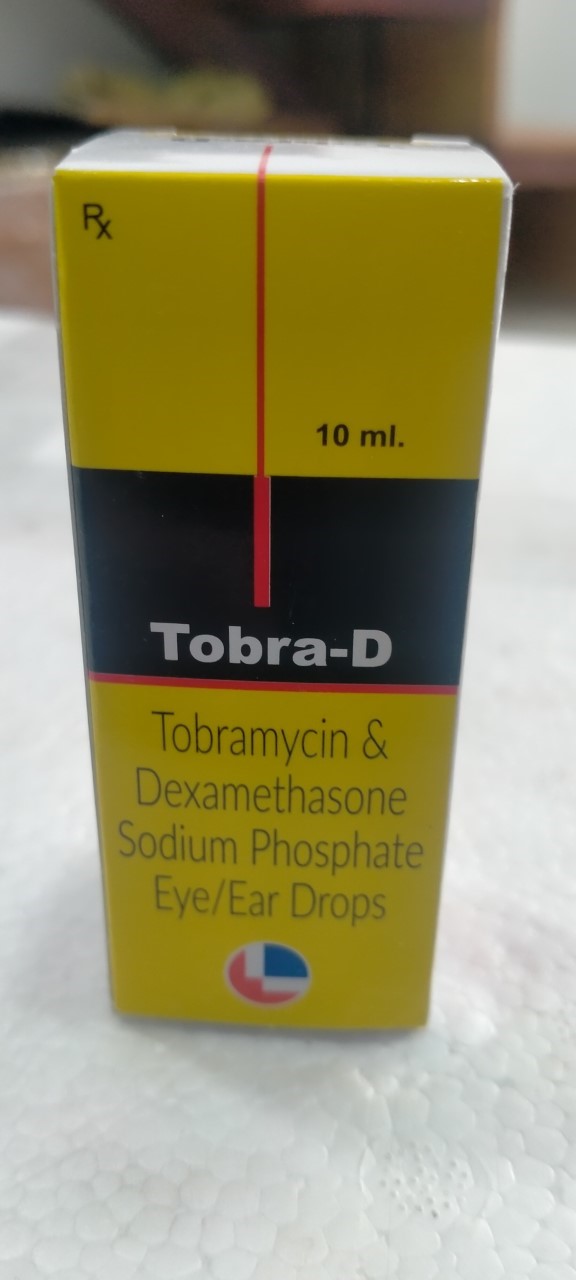 Rx
10 ml.
Tobra-D
Tobramycin &
Dexamethasone
Sodium Phosphate
Eye/Ear Drops